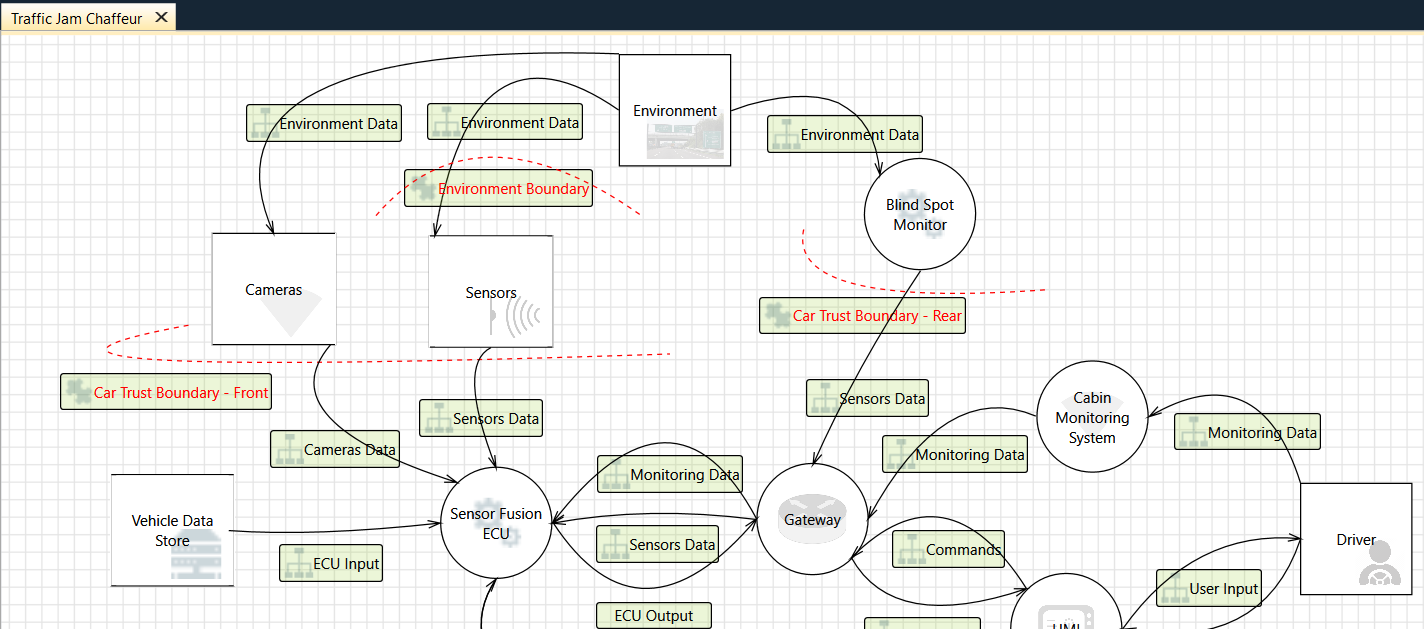 Traffic Jam Chauffeur
Environment
Environment Data
Environment Data
Environment Data
Environment Boundary
Blind Spot
Monitor
Cameras
Sensors
Car Trust Boundary - Rear
Car Trust Boundary - Front
Sensors Data
Sensors Data
Cabin
Monitoring
System
Monitoring Data
Cameras Data
Monitoring Data
Monitoring Data
Vehicle Data
Store
Sensor Fusion
ECU
Gateway
Driver
Sensors Data
Commands
ECU Input
User Input
ECU Output
HMI